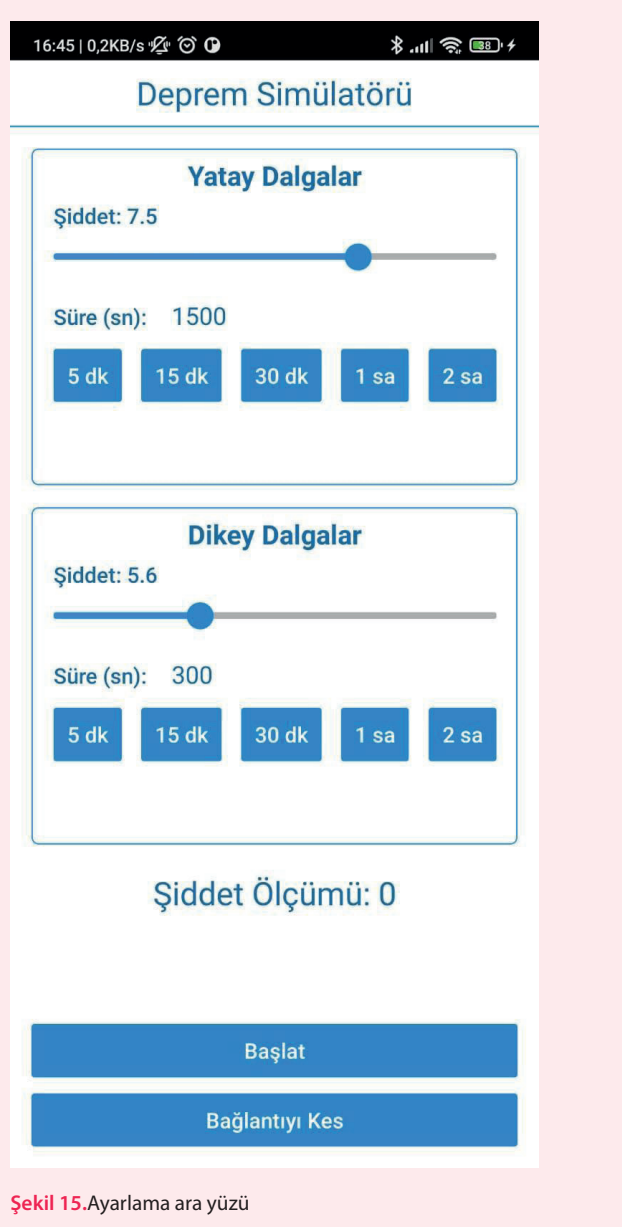 16:45 | 0,2KB/s
38
Deprem Simülatörü
Yatay Dalgalar
Şiddet: 7.5
Süre (sn): 1500
5 dk 15 dk 30 dk 1 sa 2 sa
Dikey Dalgalar
Şiddet: 5.6
Süre (sn): 300
5 dk 15 dk 30 dk 1 sa 2 sa
Şiddet Ölçümü: 0
Başlat
Bağlantıyı Kes
Şekil 15.Ayarlama ara yüzü